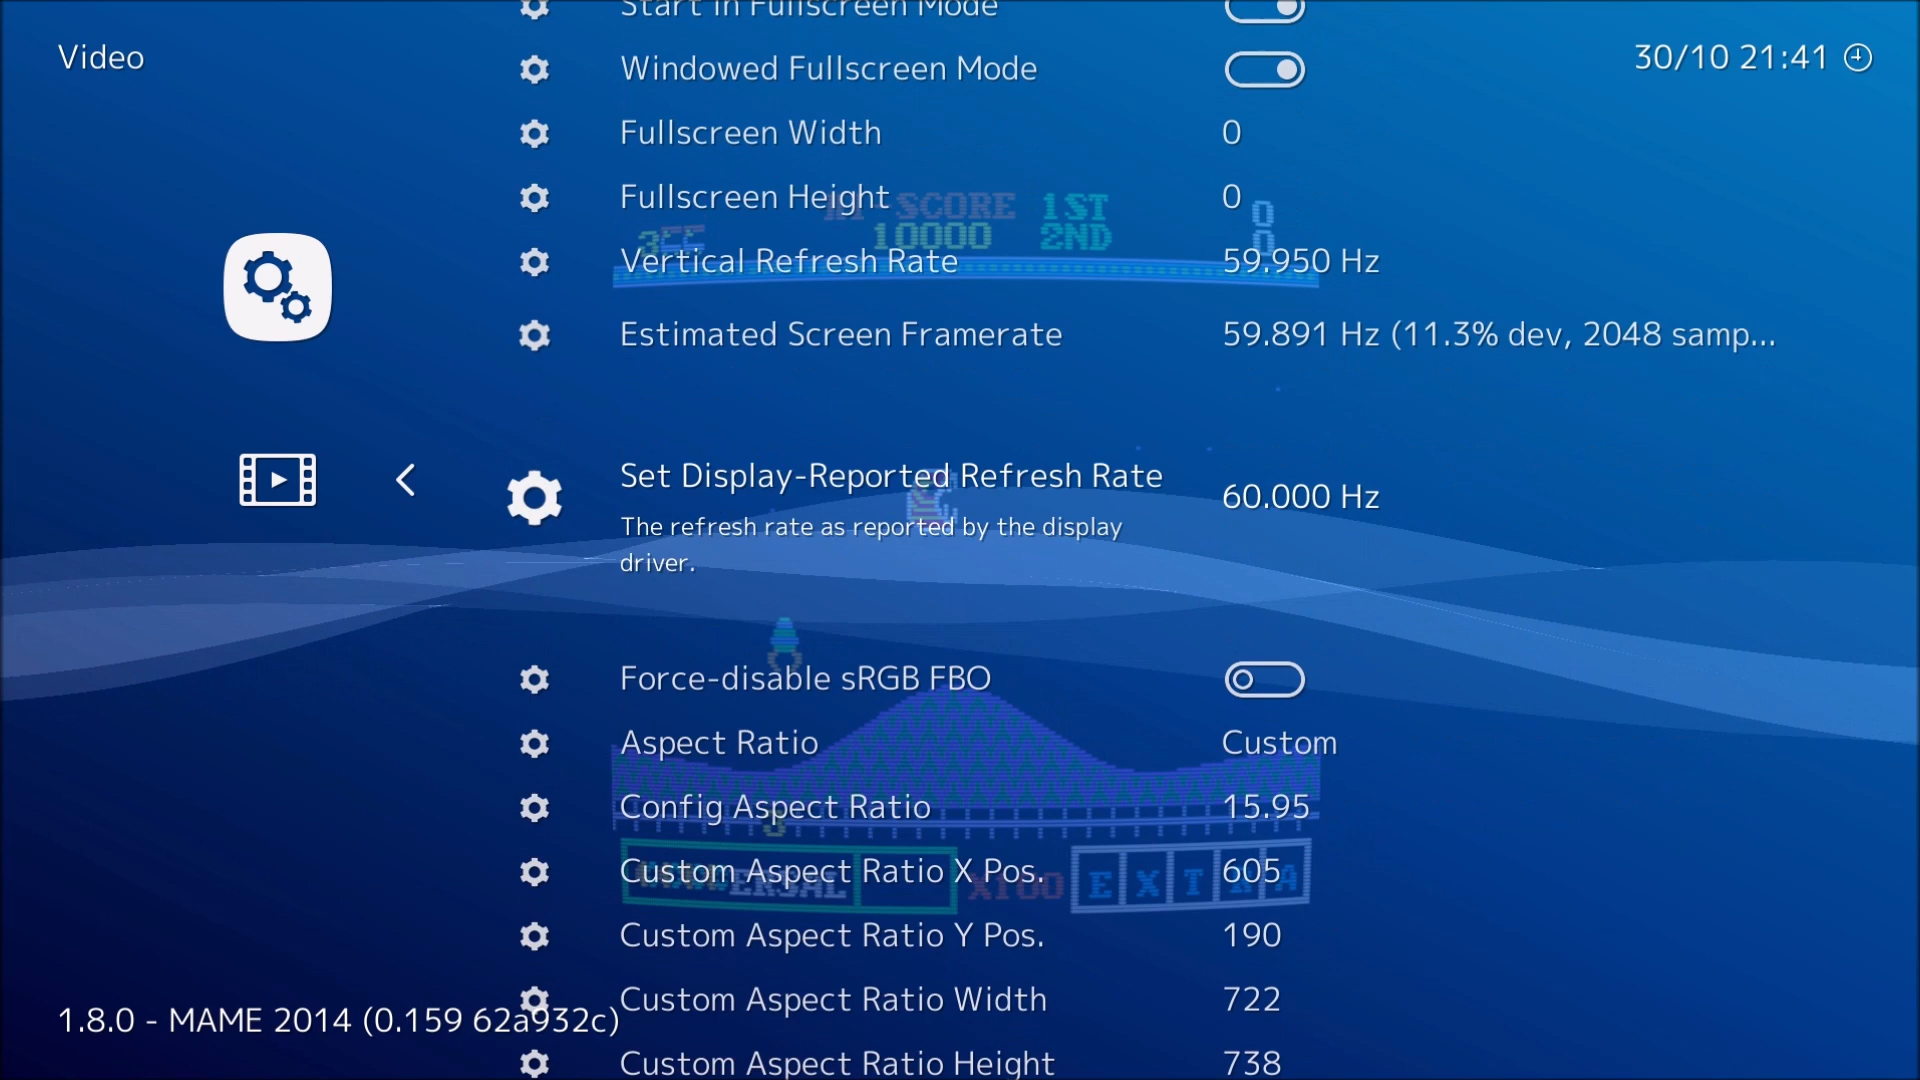 Start in Fullscreen Mode
Video
30/10 21:41
Windowed Fullscreen Mode
Fullscreen Width 0
Fullscreen Height 0
SCORE 1ST 0
10000 2ND 0
Vertical Refresh Rate 59.950 Hz
Estimated Screen Framerate 59.891 Hz (11.3% dev, 2048 samp...
Set Display-Reported Refresh Rate 60.000 Hz
The refresh rate as reported by the display
driver.
Force-disable sRGB FBO
Aspect Ratio Custom
Config Aspect Ratio 15.95
Custom Aspect Ratio X Pos. 605
X100 E X T R A
Custom Aspect Ratio Y Pos. 190
Custom Aspect Ratio Width 722
1.8.0 - MAME 2014 (0.159 62a932c)
Custom Aspect Ratio Height 738